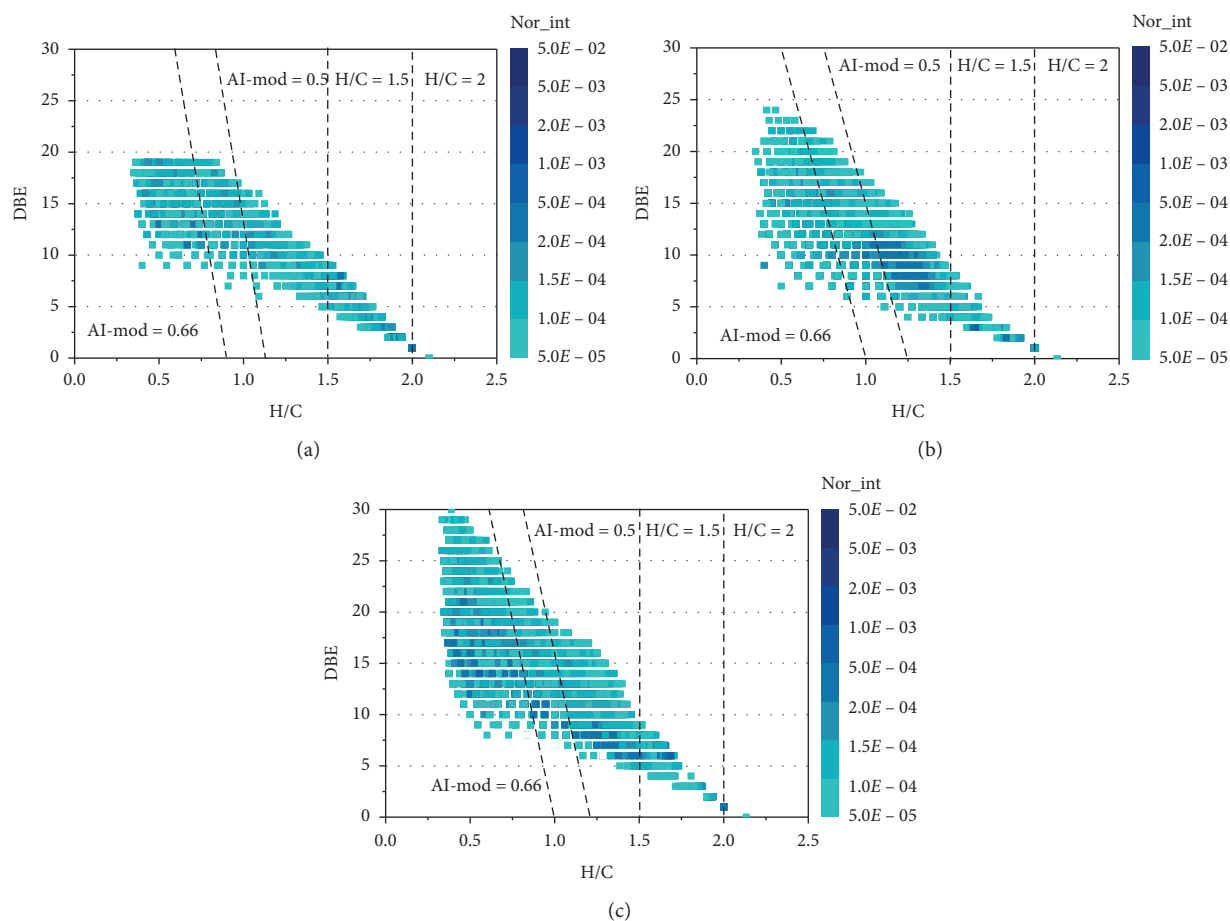 Nor_int
30
25
20
15
10
5
0
DBE
AI-mod = 0.5
H/C = 1.5
H/C = 2
AI-mod = 0.66
0.0
0.5
1.0
1.5
2.0
2.5
H/C
5.0E – 02
5.0E – 03
2.0E – 03
1.0E – 03
5.0E – 04
2.0E – 04
1.5E – 04
1.0E – 04
5.0E – 05
(a)
Nor_int
30
25
20
15
10
5
0
DBE
AI-mod = 0.5
H/C = 1.5
H/C = 2
AI-mod = 0.66
0.0
0.5
1.0
1.5
2.0
2.5
H/C
5.0E – 02
5.0E – 03
2.0E – 03
1.0E – 03
5.0E – 04
2.0E – 04
1.5E – 04
1.0E – 04
5.0E – 05
(b)
Nor_int
30
25
20
15
10
5
0
DBE
AI-mod = 0.5
H/C = 1.5
H/C = 2
AI-mod = 0.66
0.0
0.5
1.0
1.5
2.0
2.5
H/C
5.0E – 02
5.0E – 03
2.0E – 03
1.0E – 03
5.0E – 04
2.0E – 04
1.5E – 04
1.0E – 04
5.0E – 05
(c)